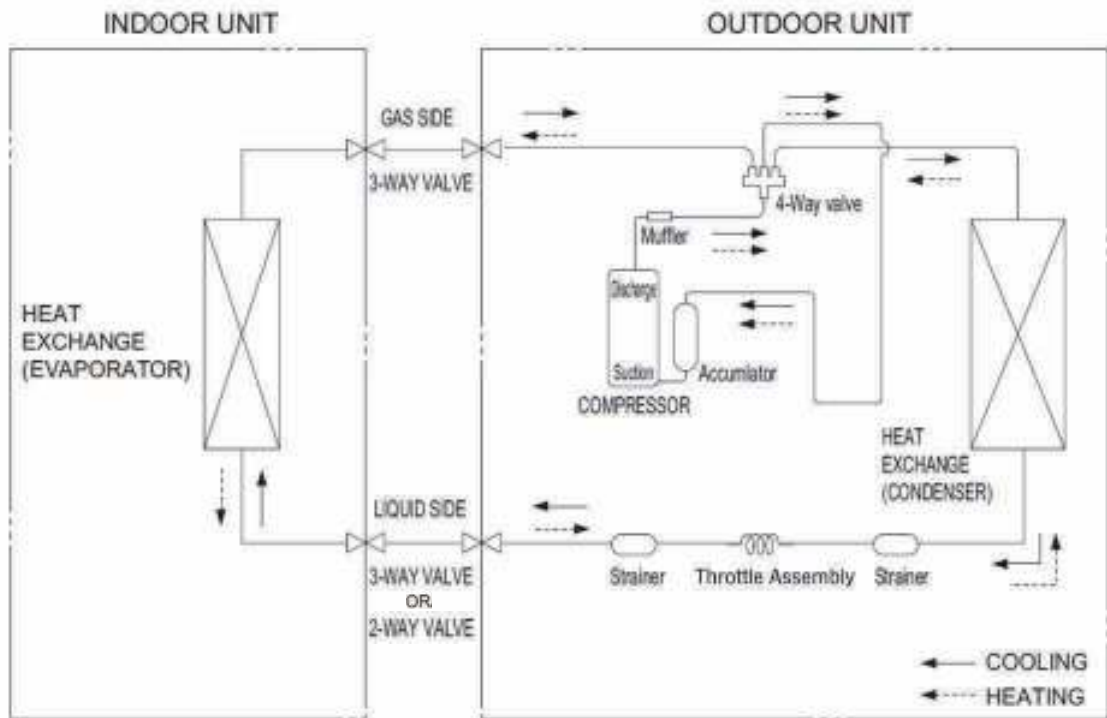 INDOOR UNIT
OUTDOOR UNIT
GAS SIDE
3-WAY VALVE
4-Way valve
Muffler
Discharge
HEAT
EXCHANGE
(EVAPORATOR)
Suction
Accumlator
COMPRESSOR
HEAT
EXCHANGE
(CONDENSER)
LIQUID SIDE
Strainer
Throttle Assembly
Strainer
3-WAY VALVE
OR
2-WAY VALVE
COOLING
HEATING